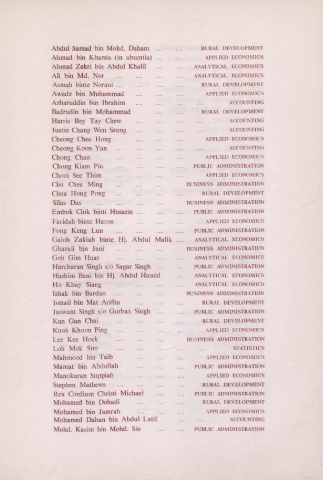 Abdul Samad bin Mohd. Daham ... ... RURAL DEVELOPMENT
Ahmad bin Khamis (in absentia) ... ... APPLIED ECONOMICS
Ahmad Zekri bin Abdul Khalil ... ... ANALYTICAL ECONOMICS
Ali bin Md. Nor ... ... ... ANALYTICAL ECONOMICS
Asmah binte Norani ... ... ... RURAL DEVELOPMENT
Awadz bin Muhammad ... ... ... APPLIED ECONOMICS
Azharuddin bin Ibrahim ... ... ... ACCOUNTING
Badrudin bin Mohammad ... ... RURAL DEVELOPMENT
Harris Bey Tay Chew ... ... ... ACCOUNTING
Justin Chang Wen Seong ... ... ... ACCOUNTING
Cheong Chee Hong ... ... ... APPLIED ECONOMICS
Cheong Koon Yan ... ... ... ACCOUNTING
Chong Chan ... ... ... APPLIED ECONOMICS
Chong Kiam Pin ... ... PUBLIC ADMINISTRATION
Chooi See Thim ... ... ... APPLIED ECONOMICS
Chu Chee Ming ... ... BUSINESS ADMINISTRATION
Chua Hong Pong ... ... ... RURAL DEVELOPMENT
Silas Das ... ... ... BUSINESS ADMINISTRATION
Embok Chik binti Hussein ... ... PUBLIC ADMINISTRATION
Faridah binte Haron ... ... ... APPLIED ECONOMICS
Fong Keng Lun ... ... ... PUBLIC ADMINISTRATION
Galoh Zakiah binte Hj. Abdul Malik ... ANALYTICAL ECONOMICS
Ghazali bin Jani ... ... BUSINESS ADMINISTRATION
Goh Gim Huat ... ... ... ANALYTICAL ECONOMICS
Harcharan Singh s/o Sagar Singh ... PUBLIC ADMINISTRATION
Hashim Bani bin Hj. Abdul Hamid ... ANALYTICAL ECONOMICS
Ho Khay Siang ... ... ... ANALYTICAL ECONOMICS
Ishak bin Bardan ... ... BUSINESS ADMINISTRATION
Ismail bin Mat Arifin ... ... RURAL DEVELOPMENT
Jaswant Singh s/o Gurbax Singh ... PUBLIC ADMINISTRATION
Kan Gan Chui ... ... ... RURAL DEVELOPMENT
Kuok Khoon Ping ... ... ... APPLIED ECONOMICS
Lee Kee Hock ... ... BUSINESS ADMINISTRATION
Loh Mok Siew ... ... ... STATISTICS
Mahmood bin Taib ... ... APPLIED ECONOMICS
Mamat bin Abdullah ... ... PUBLIC ADMINISTRATION
Manokaran Suppiah ... ... APPLIED ECONOMICS
Stephen Mathews ... ... ... RURAL DEVELOPMENT
Rex Cordium Christi Michael ... PUBLIC ADMINISTRATION
Mohamed bin Dohadi ... ... RURAL DEVELOPMENT
Mohamed bin Jamrah ... ... APPLIED ECONOMICS
Mohamed Dahan bin Abdul Latif ... ... ACCOUNTING
Mohd. Kasim bin Mohd. Sin ... ... PUBLIC ADMINISTRATION